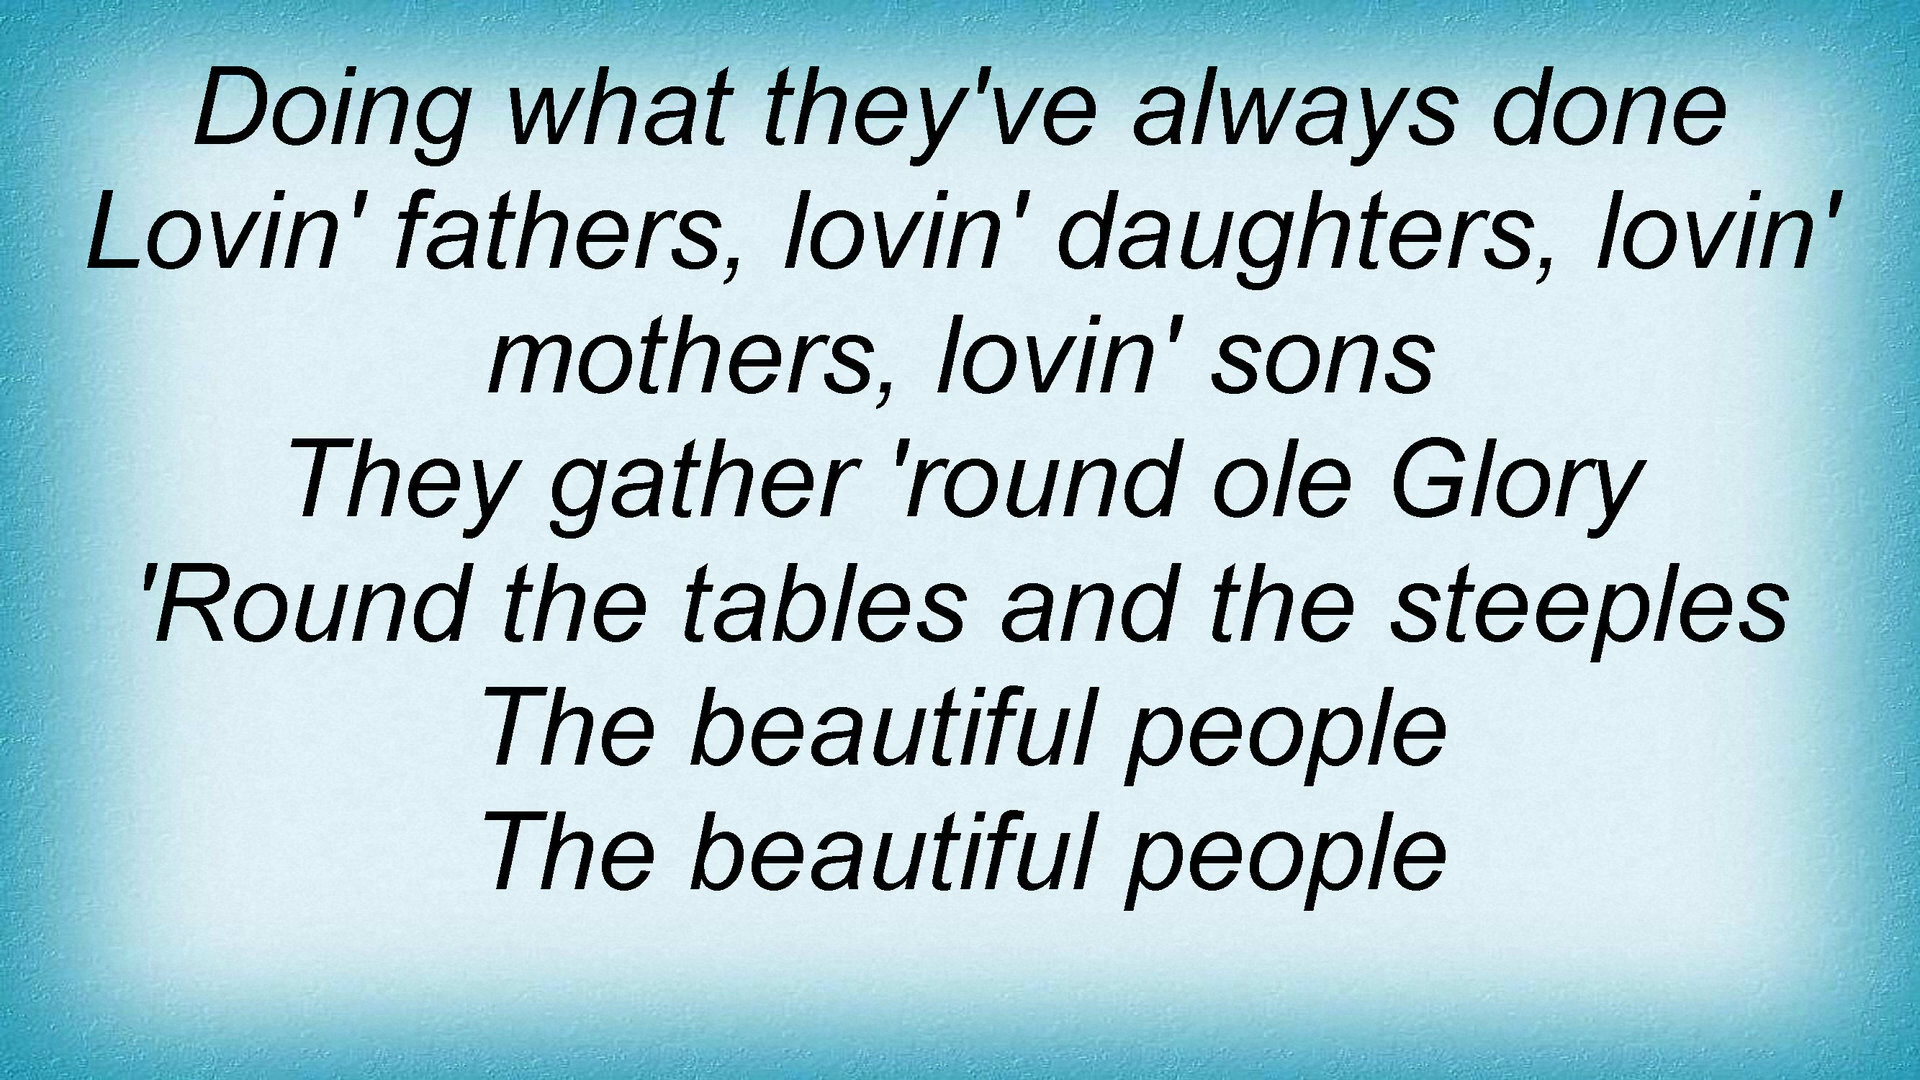 Doing what they've always done
Lovin' fathers, lovin' daughters, lovin'
mothers, lovin' sons
They gather 'round ole Glory
'Round the tables and the steeples
The beautiful people
The beautiful people